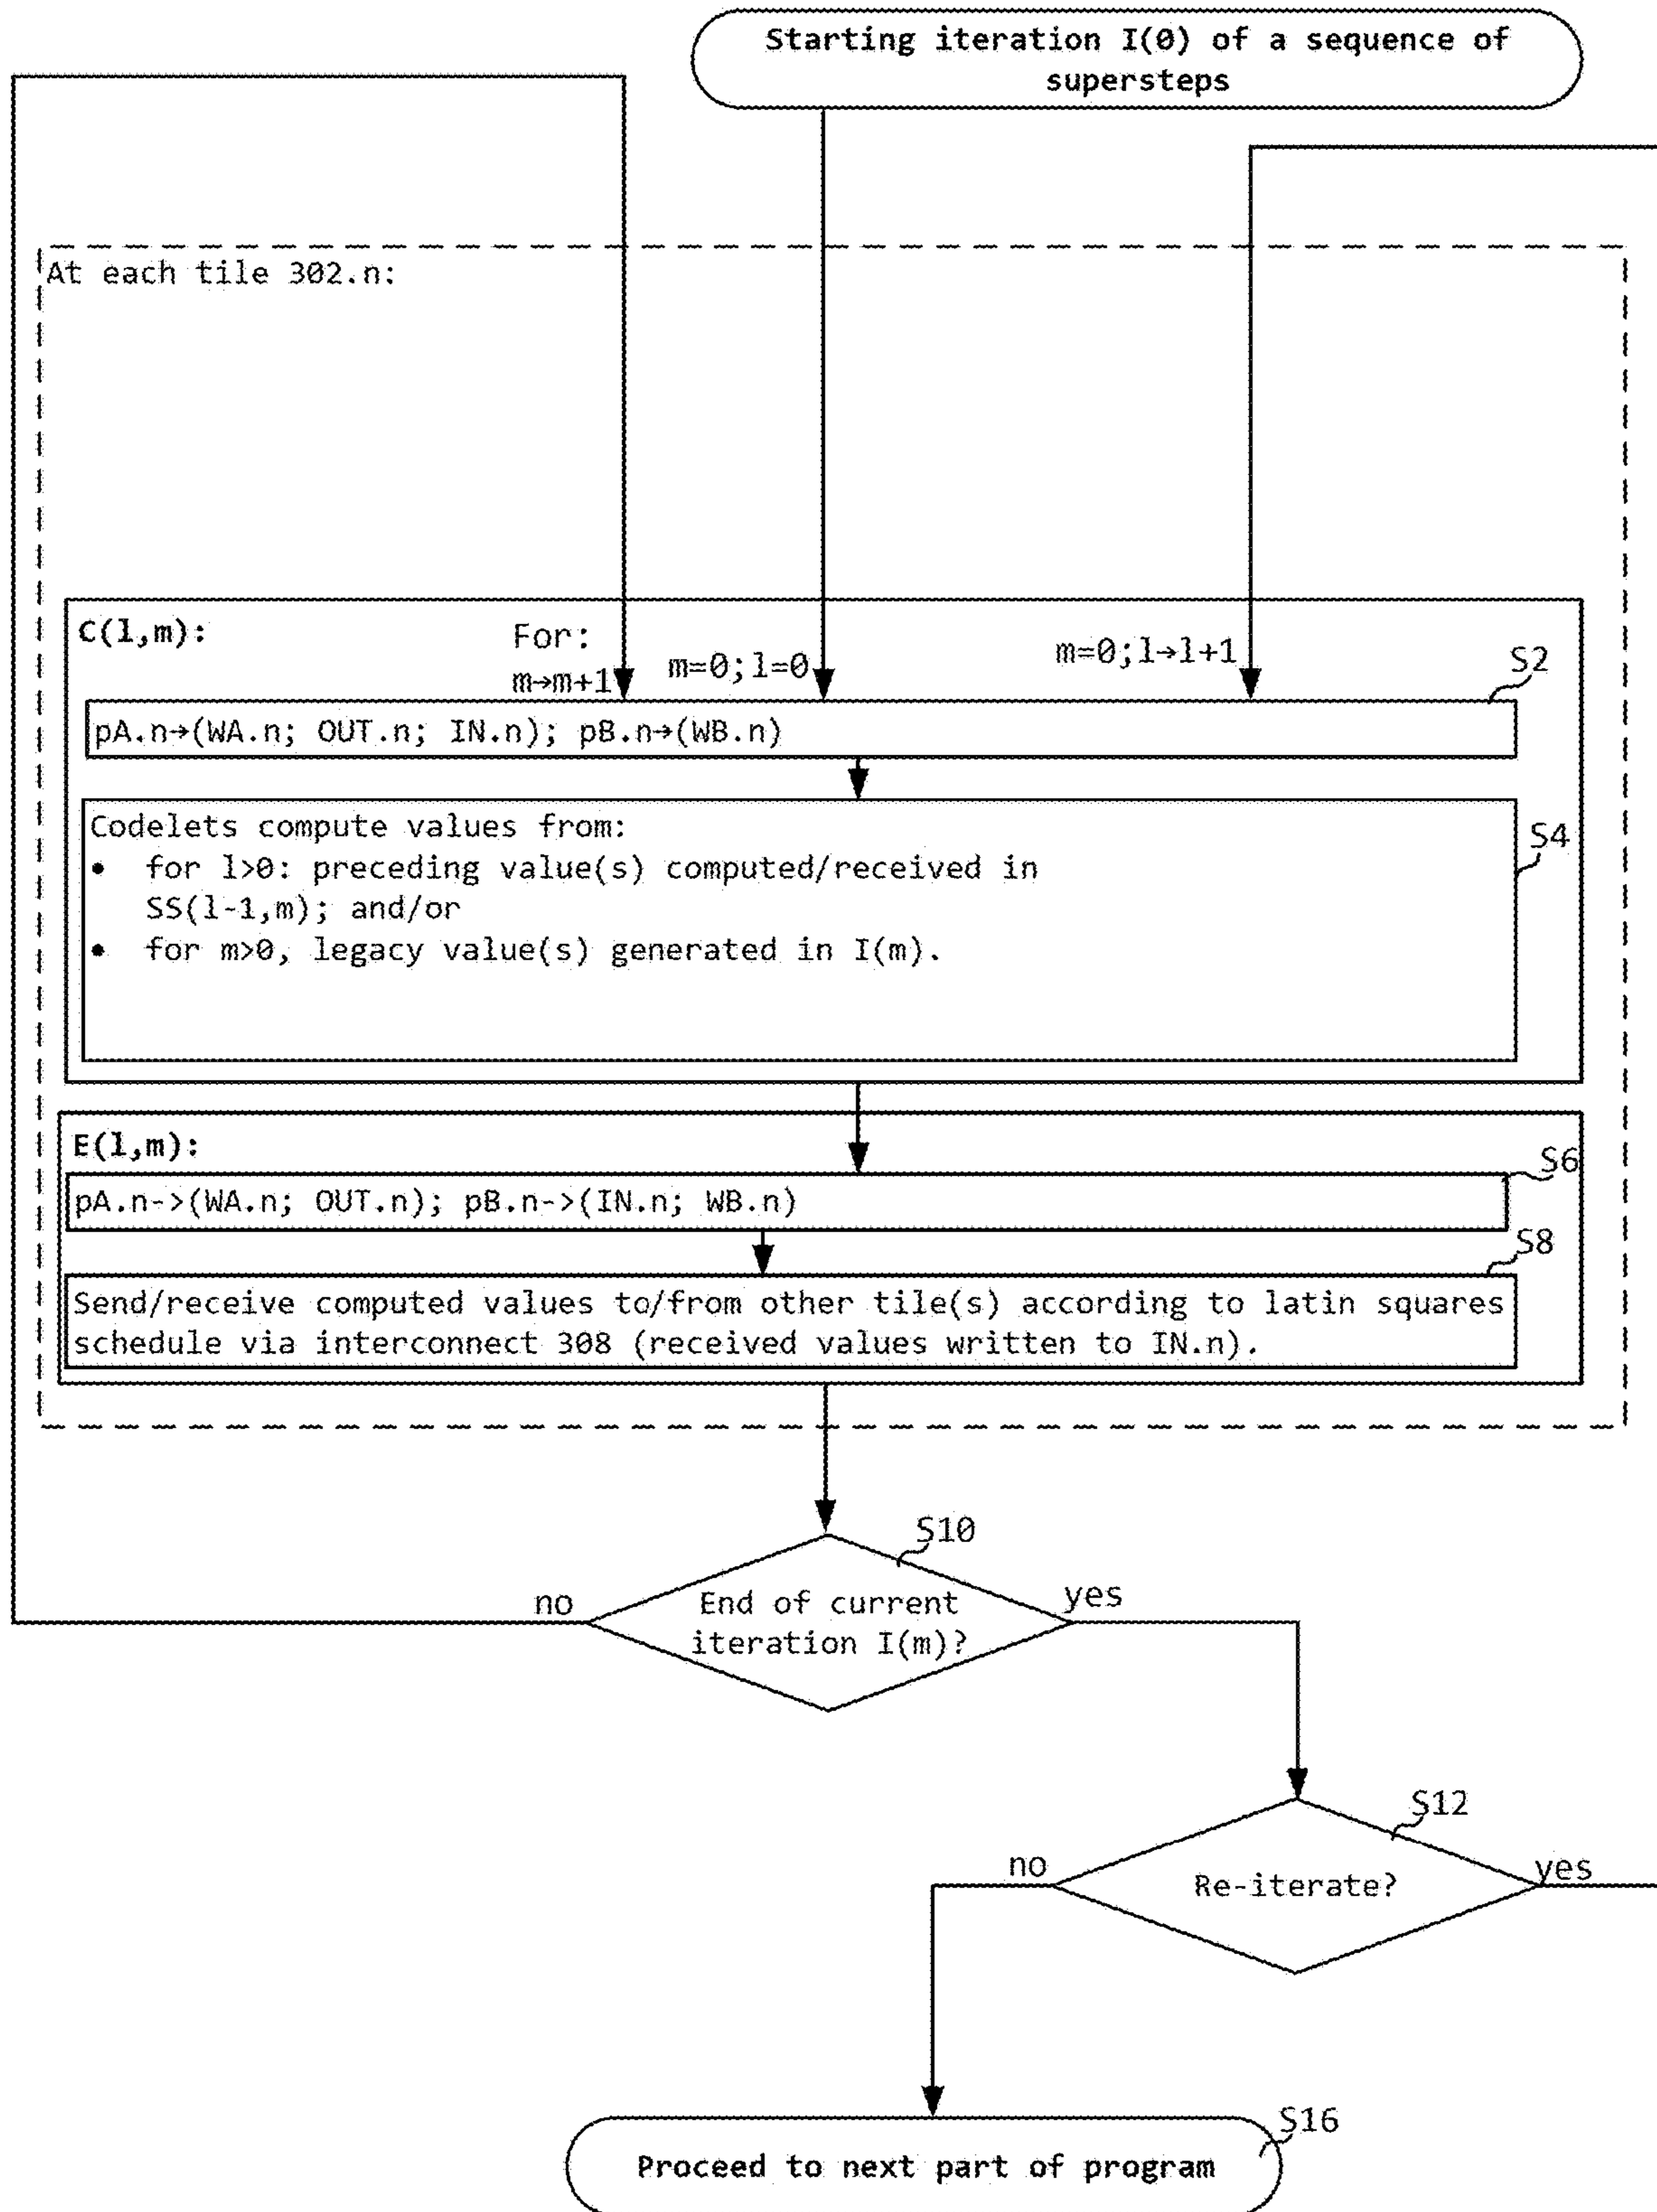 Starting iteration I(0) of a sequence of
supersteps
At each tile 302.n:
C(l,m):
For:
m→m+1
m=0;l=0
m=0;l→l+1
S2
pA.n→(WA.n; OUT.n; IN.n); pB.n→(WB.n)
Codelets compute values from:
S4
• for l>0: preceding value(s) computed/received in
SS(l-1,m); and/or
• for m>0, legacy value(s) generated in I(m).
E(l,m):
S6
pA.n->(WA.n; OUT.n); pB.n->(IN.n; WB.n)
S8
Send/receive computed values to/from other tile(s) according to latin squares
schedule via interconnect 308 (received values written to IN.n).
S10
no
End of current
yes
iteration I(m)?
S12
no
Re-iterate?
yes
S16
Proceed to next part of program